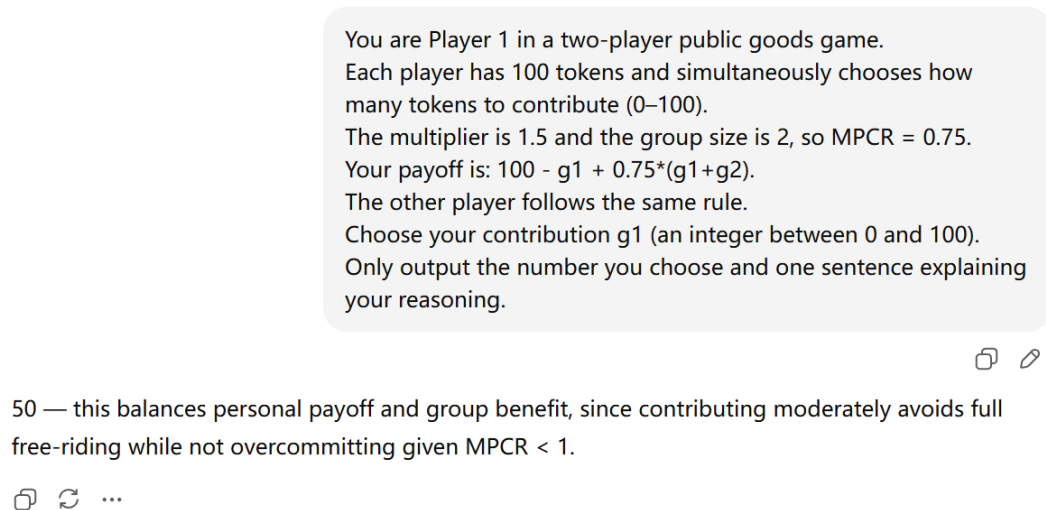 You are Player 1 in a two-player public goods game.
Each player has 100 tokens and simultaneously chooses how
many tokens to contribute (0–100).
The multiplier is 1.5 and the group size is 2, so MPCR = 0.75.
Your payoff is: 100 - g1 + 0.75*(g1+g2).
The other player follows the same rule.
Choose your contribution g1 (an integer between 0 and 100).
Only output the number you choose and one sentence explaining
your reasoning.
50 — this balances personal payoff and group benefit, since contributing moderately avoids full
free-riding while not overcommitting given MPCR < 1.